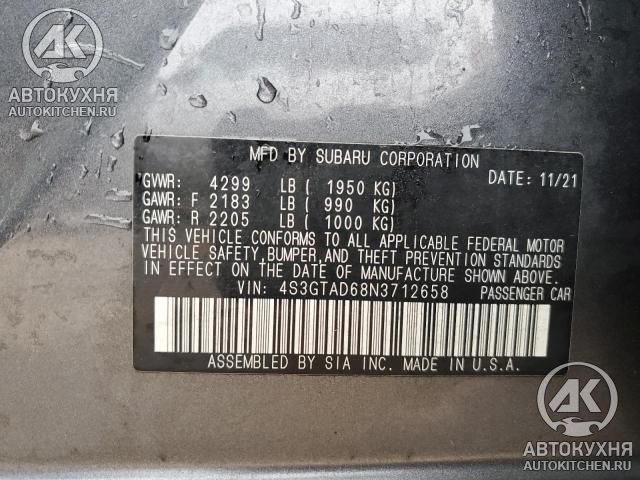 АК
АВТОКУХНЯ
AUTOKITCHEN.RU
MFD BY SUBARU CORPORATION
DATE: 11/21
GVWR: 4299 LB ( 1950 KG)
GAWR: F 2183 LB ( 990 KG)
GAWR: R 2205 LB ( 1000 KG)
THIS VEHICLE CONFORMS TO ALL APPLICABLE FEDERAL MOTOR
VEHICLE SAFETY, BUMPER, AND THEFT PREVENTION STANDARDS
IN EFFECT ON THE DATE OF MANUFACTURE SHOWN ABOVE.
VIN: 4S3GTAD68N3712658 PASSENGER CAR
ASSEMBLED BY SIA INC. MADE IN U.S.A.
АК
АВТОКУХНЯ
AUTOKITCHEN.RU